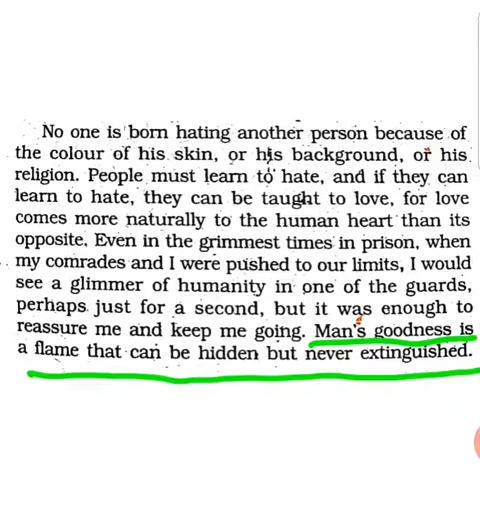 No one is born hating another person because of
the colour of his skin, or his background, or his
religion. People must learn to hate, and if they can
learn to hate, they can be taught to love, for love
comes more naturally to the human heart than its
opposite. Even in the grimmest times in prison, when
my comrades and I were pushed to our limits, I would
see a glimmer of humanity in one of the guards,
perhaps just for a second, but it was enough to
reassure me and keep me going. Man's goodness is
a flame that can be hidden but never extinguished.